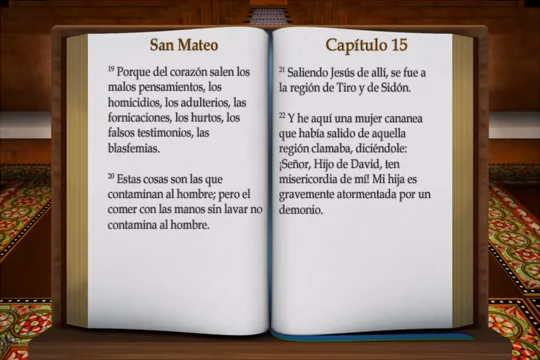 San Mateo
19 Porque del corazón salen los
malos pensamientos, los
homicidios, los adulterios, las
fornicaciones, los hurtos, los
falsos testimonios, las
blasfemias.
20 Estas cosas son las que
contaminan al hombre; pero el
comer con las manos sin lavar no
contamina al hombre.
Capítulo 15
21 Saliendo Jesús de allí, se fue a
la región de Tiro y de Sidón.
22 Y he aquí una mujer cananea
que había salido de aquella
región clamaba, diciéndole:
¡Señor, Hijo de David, ten
misericordia de mí! Mi hija es
gravemente atormentada por un
demonio.